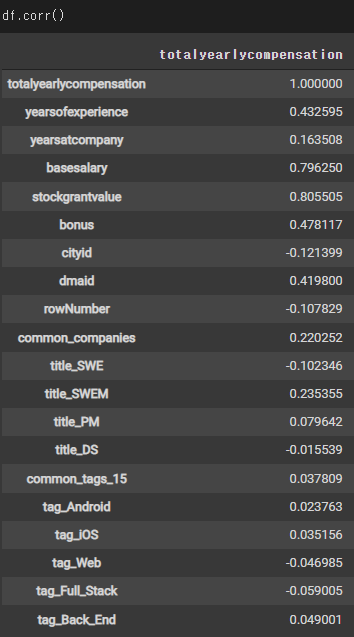 df.corr()
totalyearlycompensation
totalyearlycompensation 1.000000
yearsofexperience 0.432595
yearsatcompany 0.163508
basesalary 0.796250
stockgrantvalue 0.805505
bonus 0.478117
cityid -0.121399
dmaid 0.419800
rowNumber -0.107829
common_companies 0.220252
title_SWE -0.102346
title_SWEM 0.235355
title_PM 0.079642
title_DS -0.015539
common_tags_15 0.037809
tag_Android 0.023763
tag_iOS 0.035156
tag_Web -0.046985
tag_Full_Stack -0.059005
tag_Back_End 0.049001